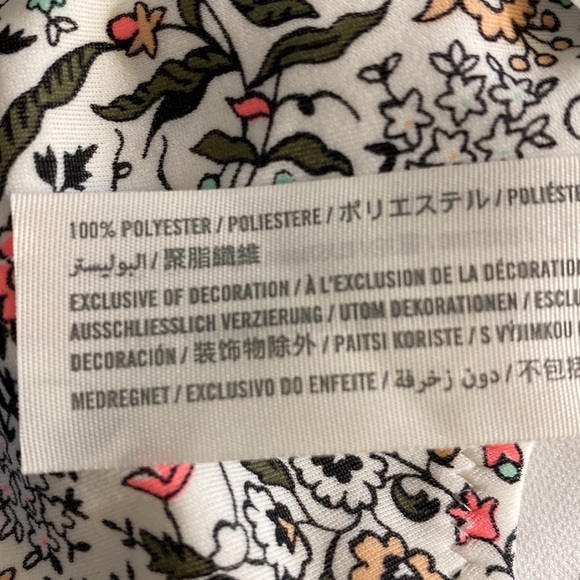 100% POLYESTER / POLIESTERE / ポリエステル / POLIÉSTE
البوليستر / 聚脂纖維
EXCLUSIVE OF DECORATION / À L'EXCLUSION DE LA DÉCORATION
AUSSCHLIESSLICH VERZIERUNG / UTOM DEKORATIONEN / ESCL
DECORACIÓN / 装饰物除外 / PAITSI KORISTE / S VÝJIMKOU
MEDREGNET / EXCLUSIVO DO ENFEITE / دون زخرفة / 不包括